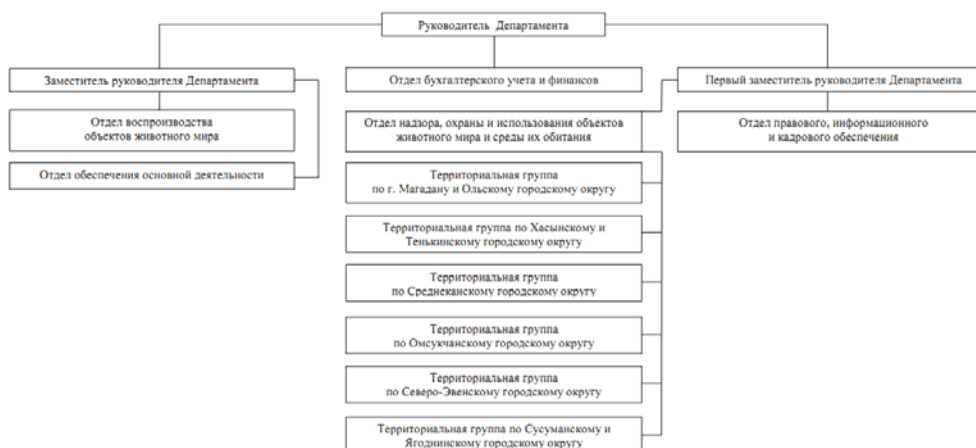 Руководитель Департамента
Заместитель руководителя Департамента
Отдел бухгалтерского учета и финансов
Первый заместитель руководителя Департамента
Отдел воспроизводства
объектов животного мира
Отдел надзора, охраны и использования объектов
животного мира и среды их обитания
Отдел правового, информационного
и кадрового обеспечения
Отдел обеспечения основной деятельности
Территориальная группа
по г. Магадану и Ольскому городскому округу
Территориальная группа по Хасынскому и
Тенькинскому городскому округу
Территориальная группа
по Среднеканскому городскому округу
Территориальная группа
по Омсукчанскому городскому округу
Территориальная группа
по Северо-Эвенскому городскому округу
Территориальная группа по Сусуманскому и
Ягоднинскому городскому округу